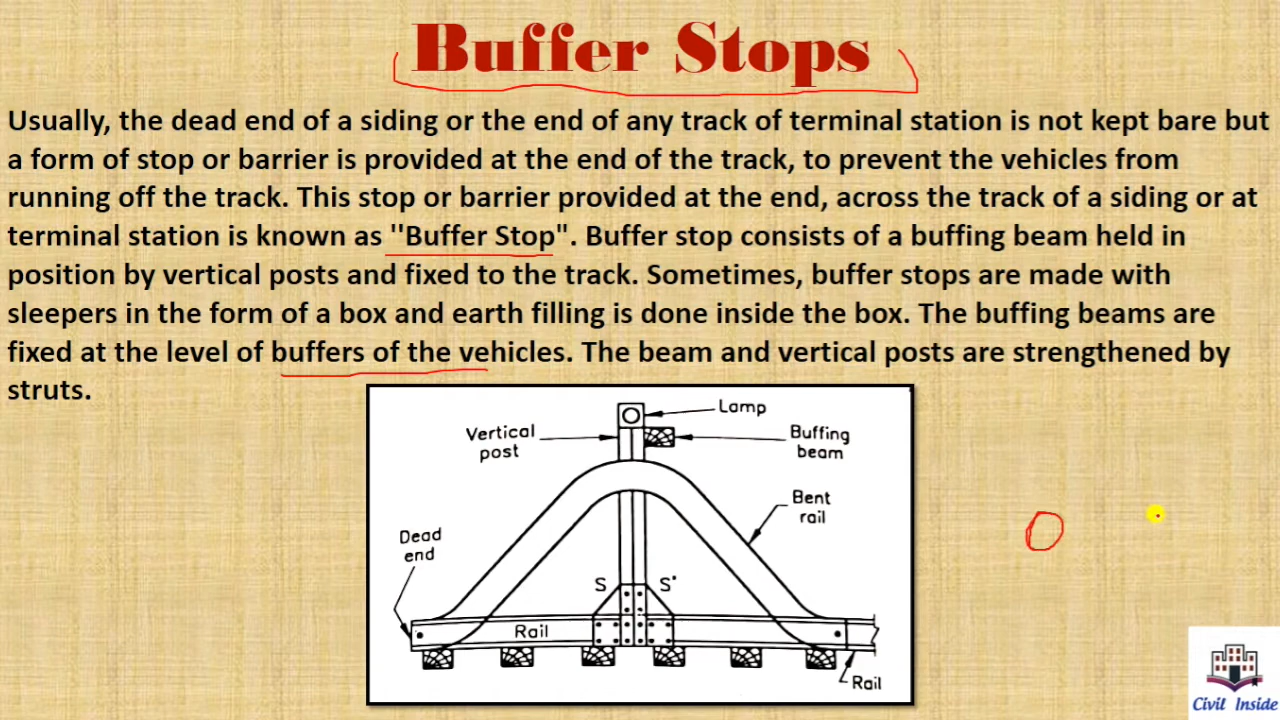 Buffer Stops
Usually, the dead end of a siding or the end of any track of terminal station is not kept bare but
a form of stop or barrier is provided at the end of the track, to prevent the vehicles from
running off the track. This stop or barrier provided at the end, across the track of a siding or at
terminal station is known as ''Buffer Stop". Buffer stop consists of a buffing beam held in
position by vertical posts and fixed to the track. Sometimes, buffer stops are made with
sleepers in the form of a box and earth filling is done inside the box. The buffing beams are
fixed at the level of buffers of the vehicles. The beam and vertical posts are strengthened by
struts.
Lamp
Vertical
post
Buffing
beam
Bent
rail
Dead
end
S
S'
Rail
Rail
Civil Inside